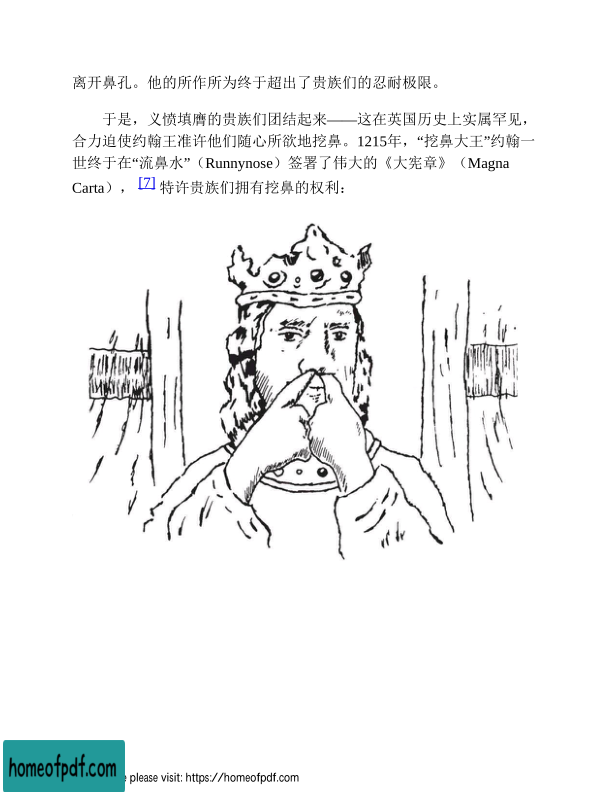 离开鼻孔。他的所作所为终于超出了贵族们的忍耐极限。
于是，义愤填膺的贵族们团结起来——这在英国历史上实属罕见，
合力迫使约翰王准许他们随心所欲地挖鼻。1215年，“挖鼻大王”约翰一
世终于在“流鼻水”（Runnynose）签署了伟大的《大宪章》（Magna
Carta）， [7] 特许贵族们拥有挖鼻的权利：
homeofpdf.com
e please visit: https://homeofpdf.com